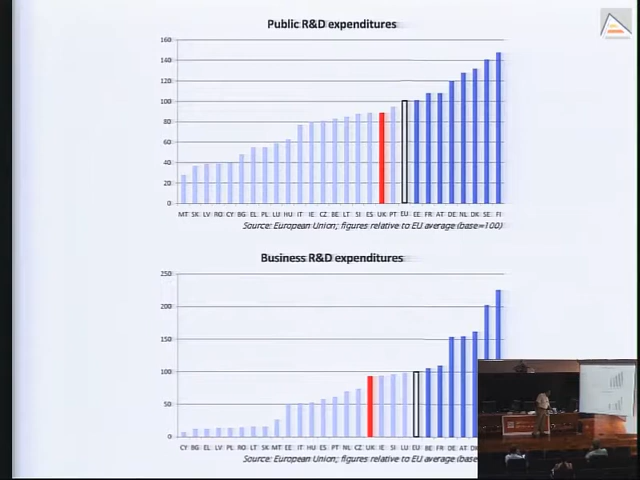 Public R&D expenditures
160
140
120
100
80
60
40
20
0
MT SK LV RO CY BG EL PL LU HU IT IE CZ BE LT SI ES UK PT EU EE FR AT DE NL DK SE FI
Source: European Union; figures relative to EU average (base=100)
Business R&D expenditures
250
200
150
100
50
0
CY BG EL LV PL RO LT SK MT EE IT HU ES PT NL CZ UK IE SI LU EU BE FR DE AT
Source: European Union; figures relative to EU average (base